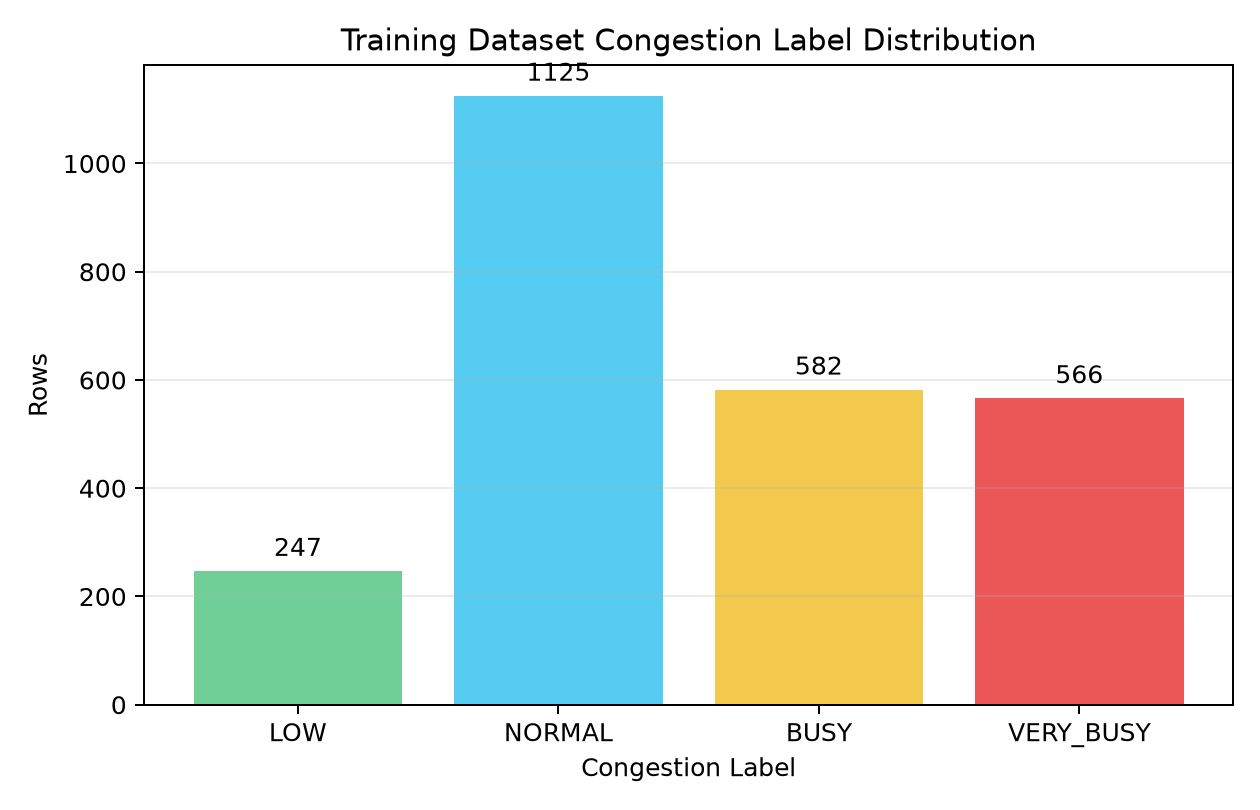 Training Dataset Congestion Label Distribution
1125
1000
800
582
600
566
Rows
400
247
200
0
LOW NORMAL BUSY VERY_BUSY
Congestion Label